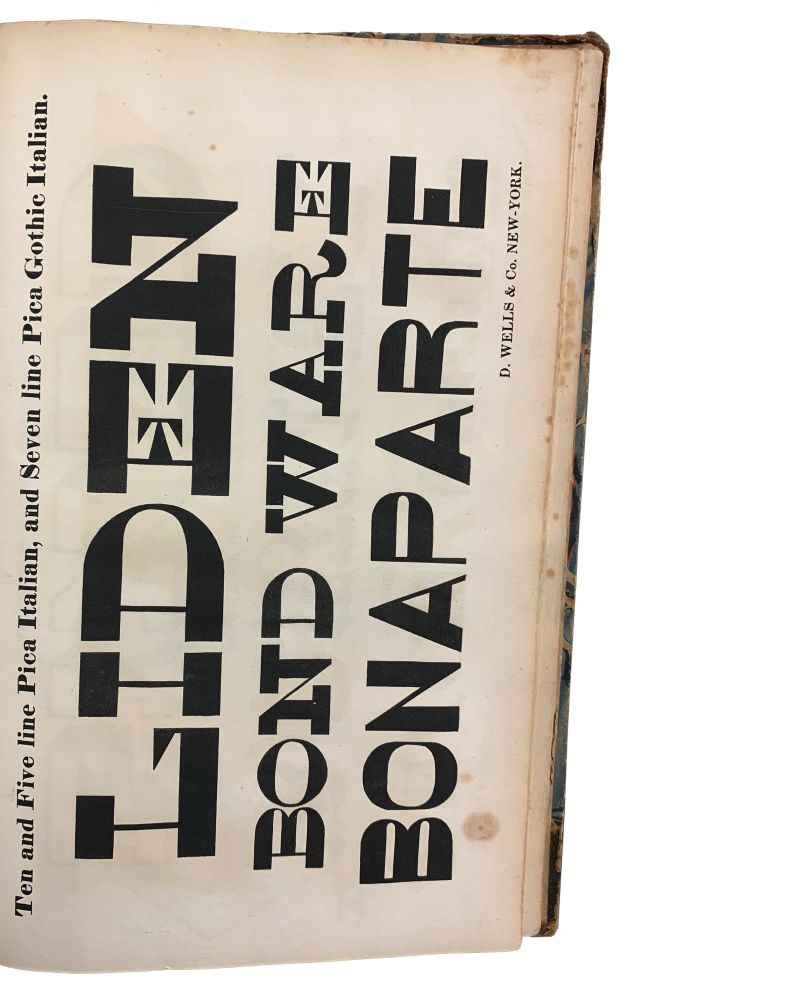 Ten and Five line Pica Italian, and Seven line Pica Gothic Italian.
LIDEN
BOND WARE
BONAPARTE
D. WELLS & Co. NEW-YORK.